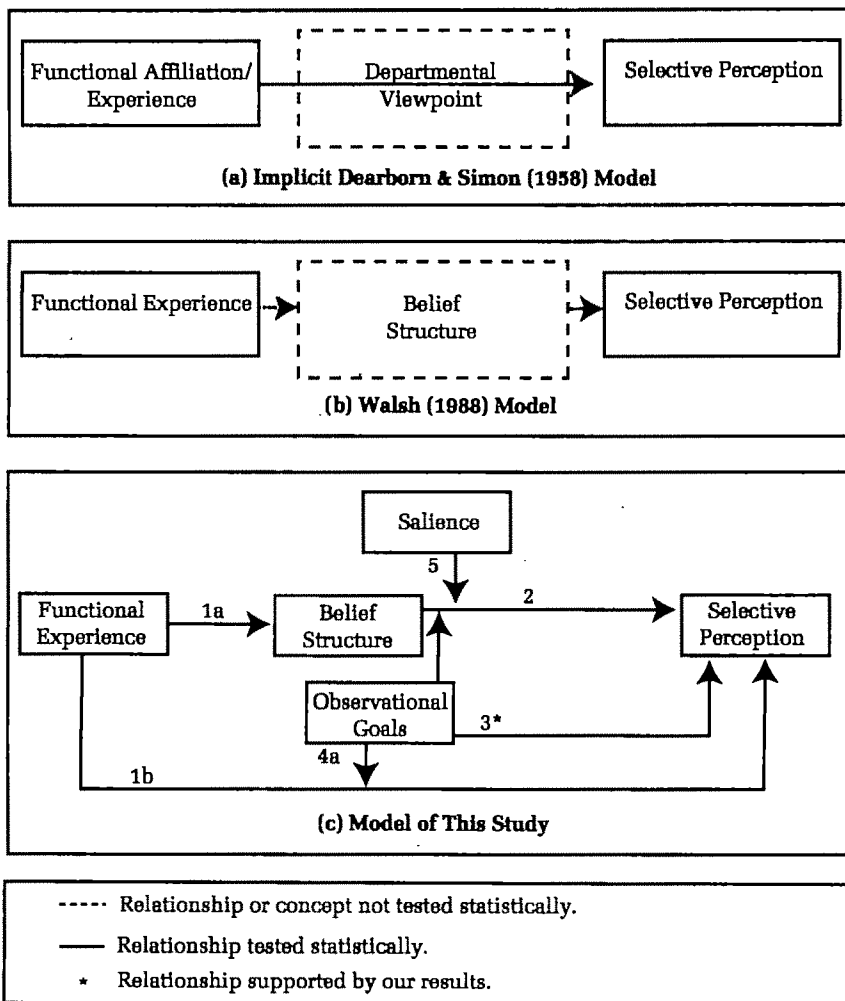 Functional Affiliation/
Experience
Departmental
Viewpoint
Selective Perception
(a) Implicit Dearborn & Simon (1958) Model
Functional Experience
Belief
Structure
Selective Perception
(b) Walsh (1988) Model
Salience
5
Functional
Experience
1a
Belief
Structure
2
Selective
Perception
Observational
Goals
3*
4a
1b
(c) Model of This Study
Relationship or concept not tested statistically.
Relationship tested statistically.
* Relationship supported by our results.